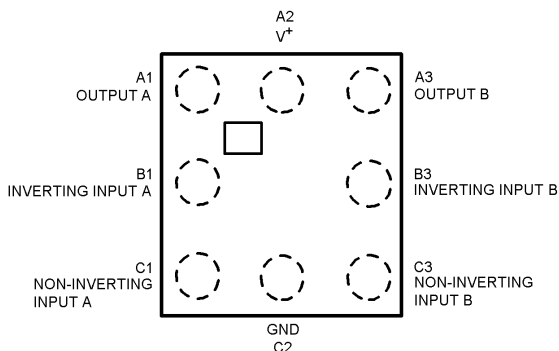 A2
V+
A1
OUTPUT A
A3
OUTPUT B
B1
INVERTING INPUT A
B3
INVERTING INPUT B
C1
NON-INVERTING
INPUT A
C3
NON-INVERTING
INPUT B
GND
C2